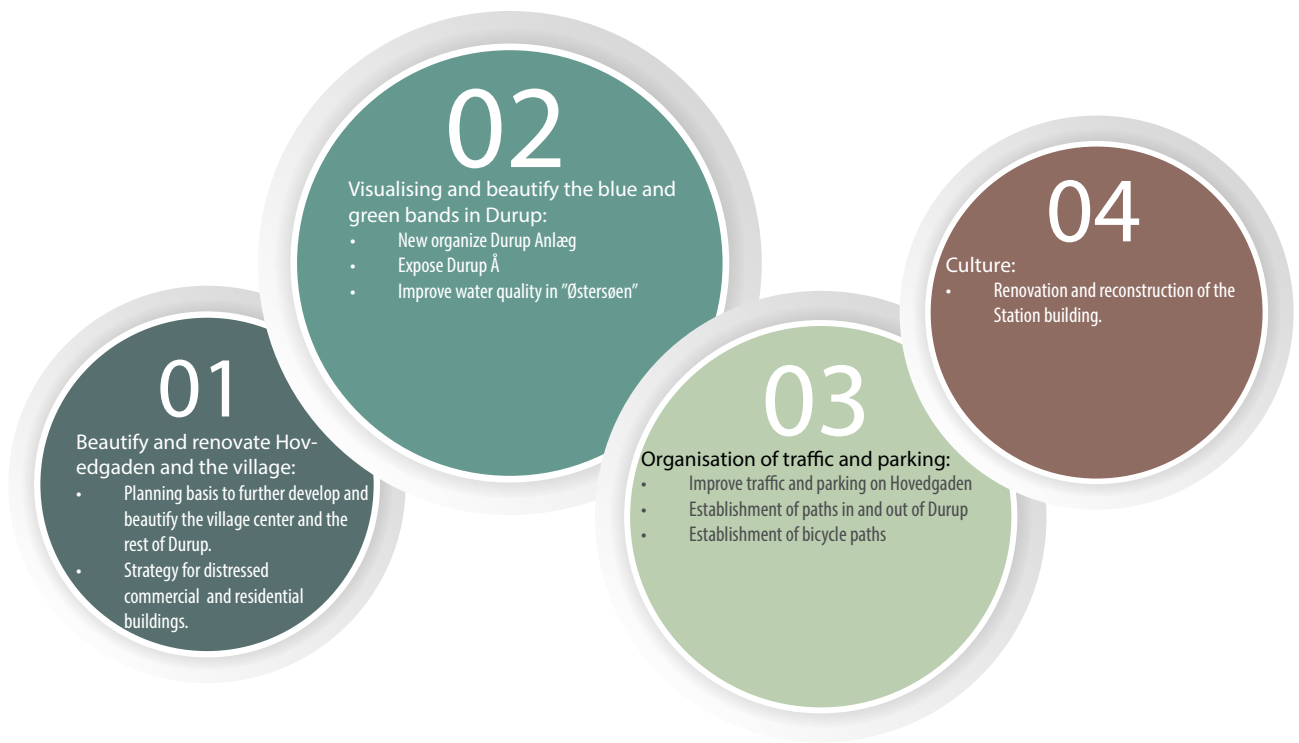 01
Beautify and renovate Hov-
edgaden and the village:
• Planning basis to further develop and
beautify the village center and the
rest of Durup.
• Strategy for distressed
commercial and residential
buildings.
02
Visualising and beautify the blue and
green bands in Durup:
• New organize Durup Anlæg
• Expose Durup Å
• Improve water quality in ”Østersøen”
03
Organisation of traffic and parking:
• Improve traffic and parking on Hovedgaden
• Establishment of paths in and out of Durup
• Establishment of bicycle paths
04
Culture:
• Renovation and reconstruction of the
Station building.